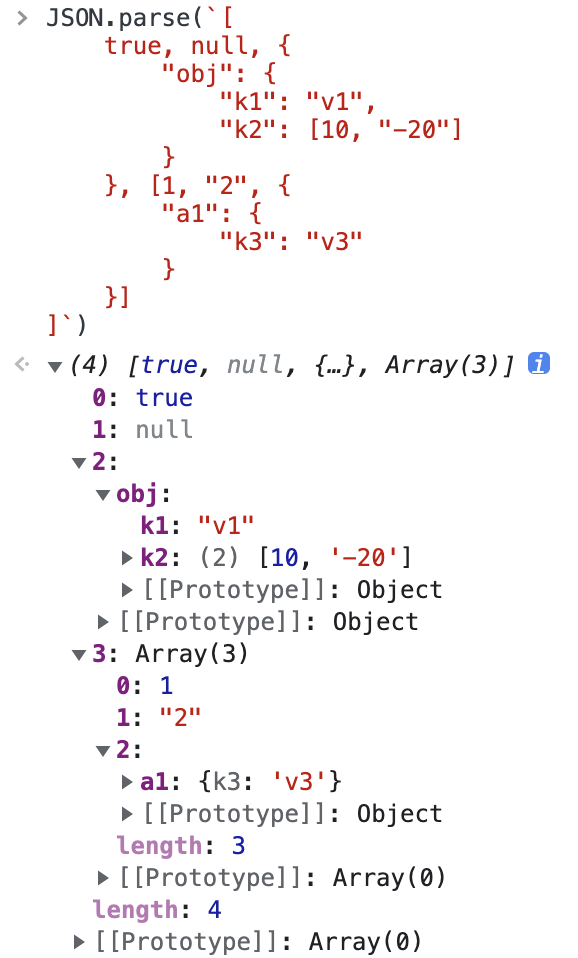 > JSON.parse(`[
    true, null, {
        "obj": {
            "k1": "v1",
            "k2": [10, "-20"]
        }
    }, [1, "2", {
        "a1": {
            "k3": "v3"
        }
    }]
]`)
(4) [true, null, {…}, Array(3)] i
0: true
1: null
2:
obj:
k1: "v1"
k2: (2) [10, '-20']
[[Prototype]]: Object
[[Prototype]]: Object
3: Array(3)
0: 1
1: "2"
2:
a1: {k3: 'v3'}
[[Prototype]]: Object
length: 3
[[Prototype]]: Array(0)
length: 4
[[Prototype]]: Array(0)